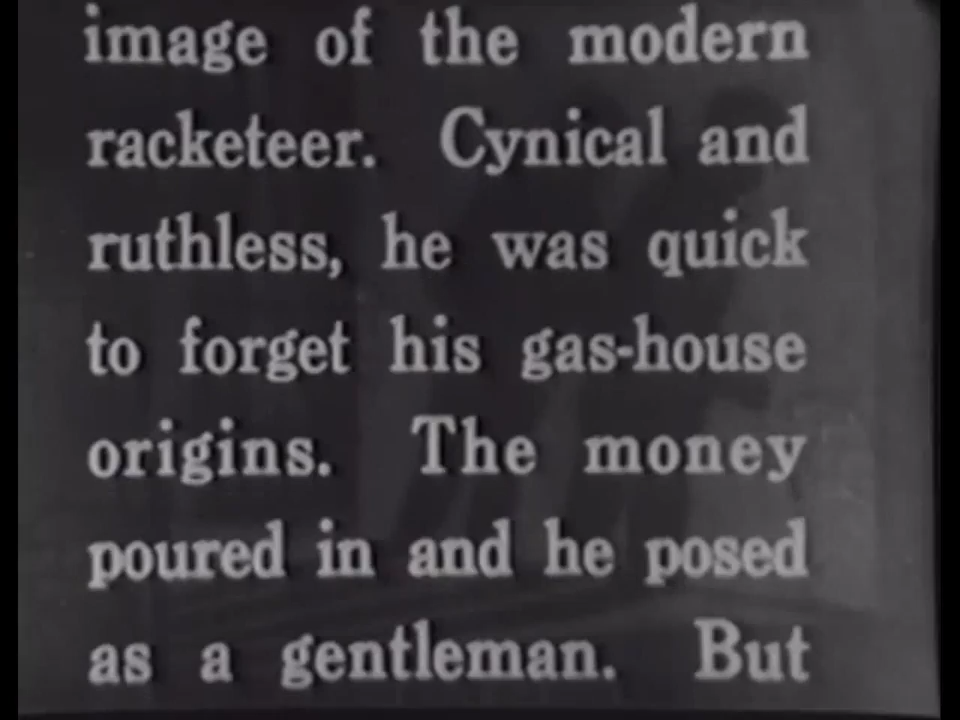 image of the modern
racketeer. Cynical and
ruthless, he was quick
to forget his gas-house
origins. The money
poured in and he posed
as a gentleman. But